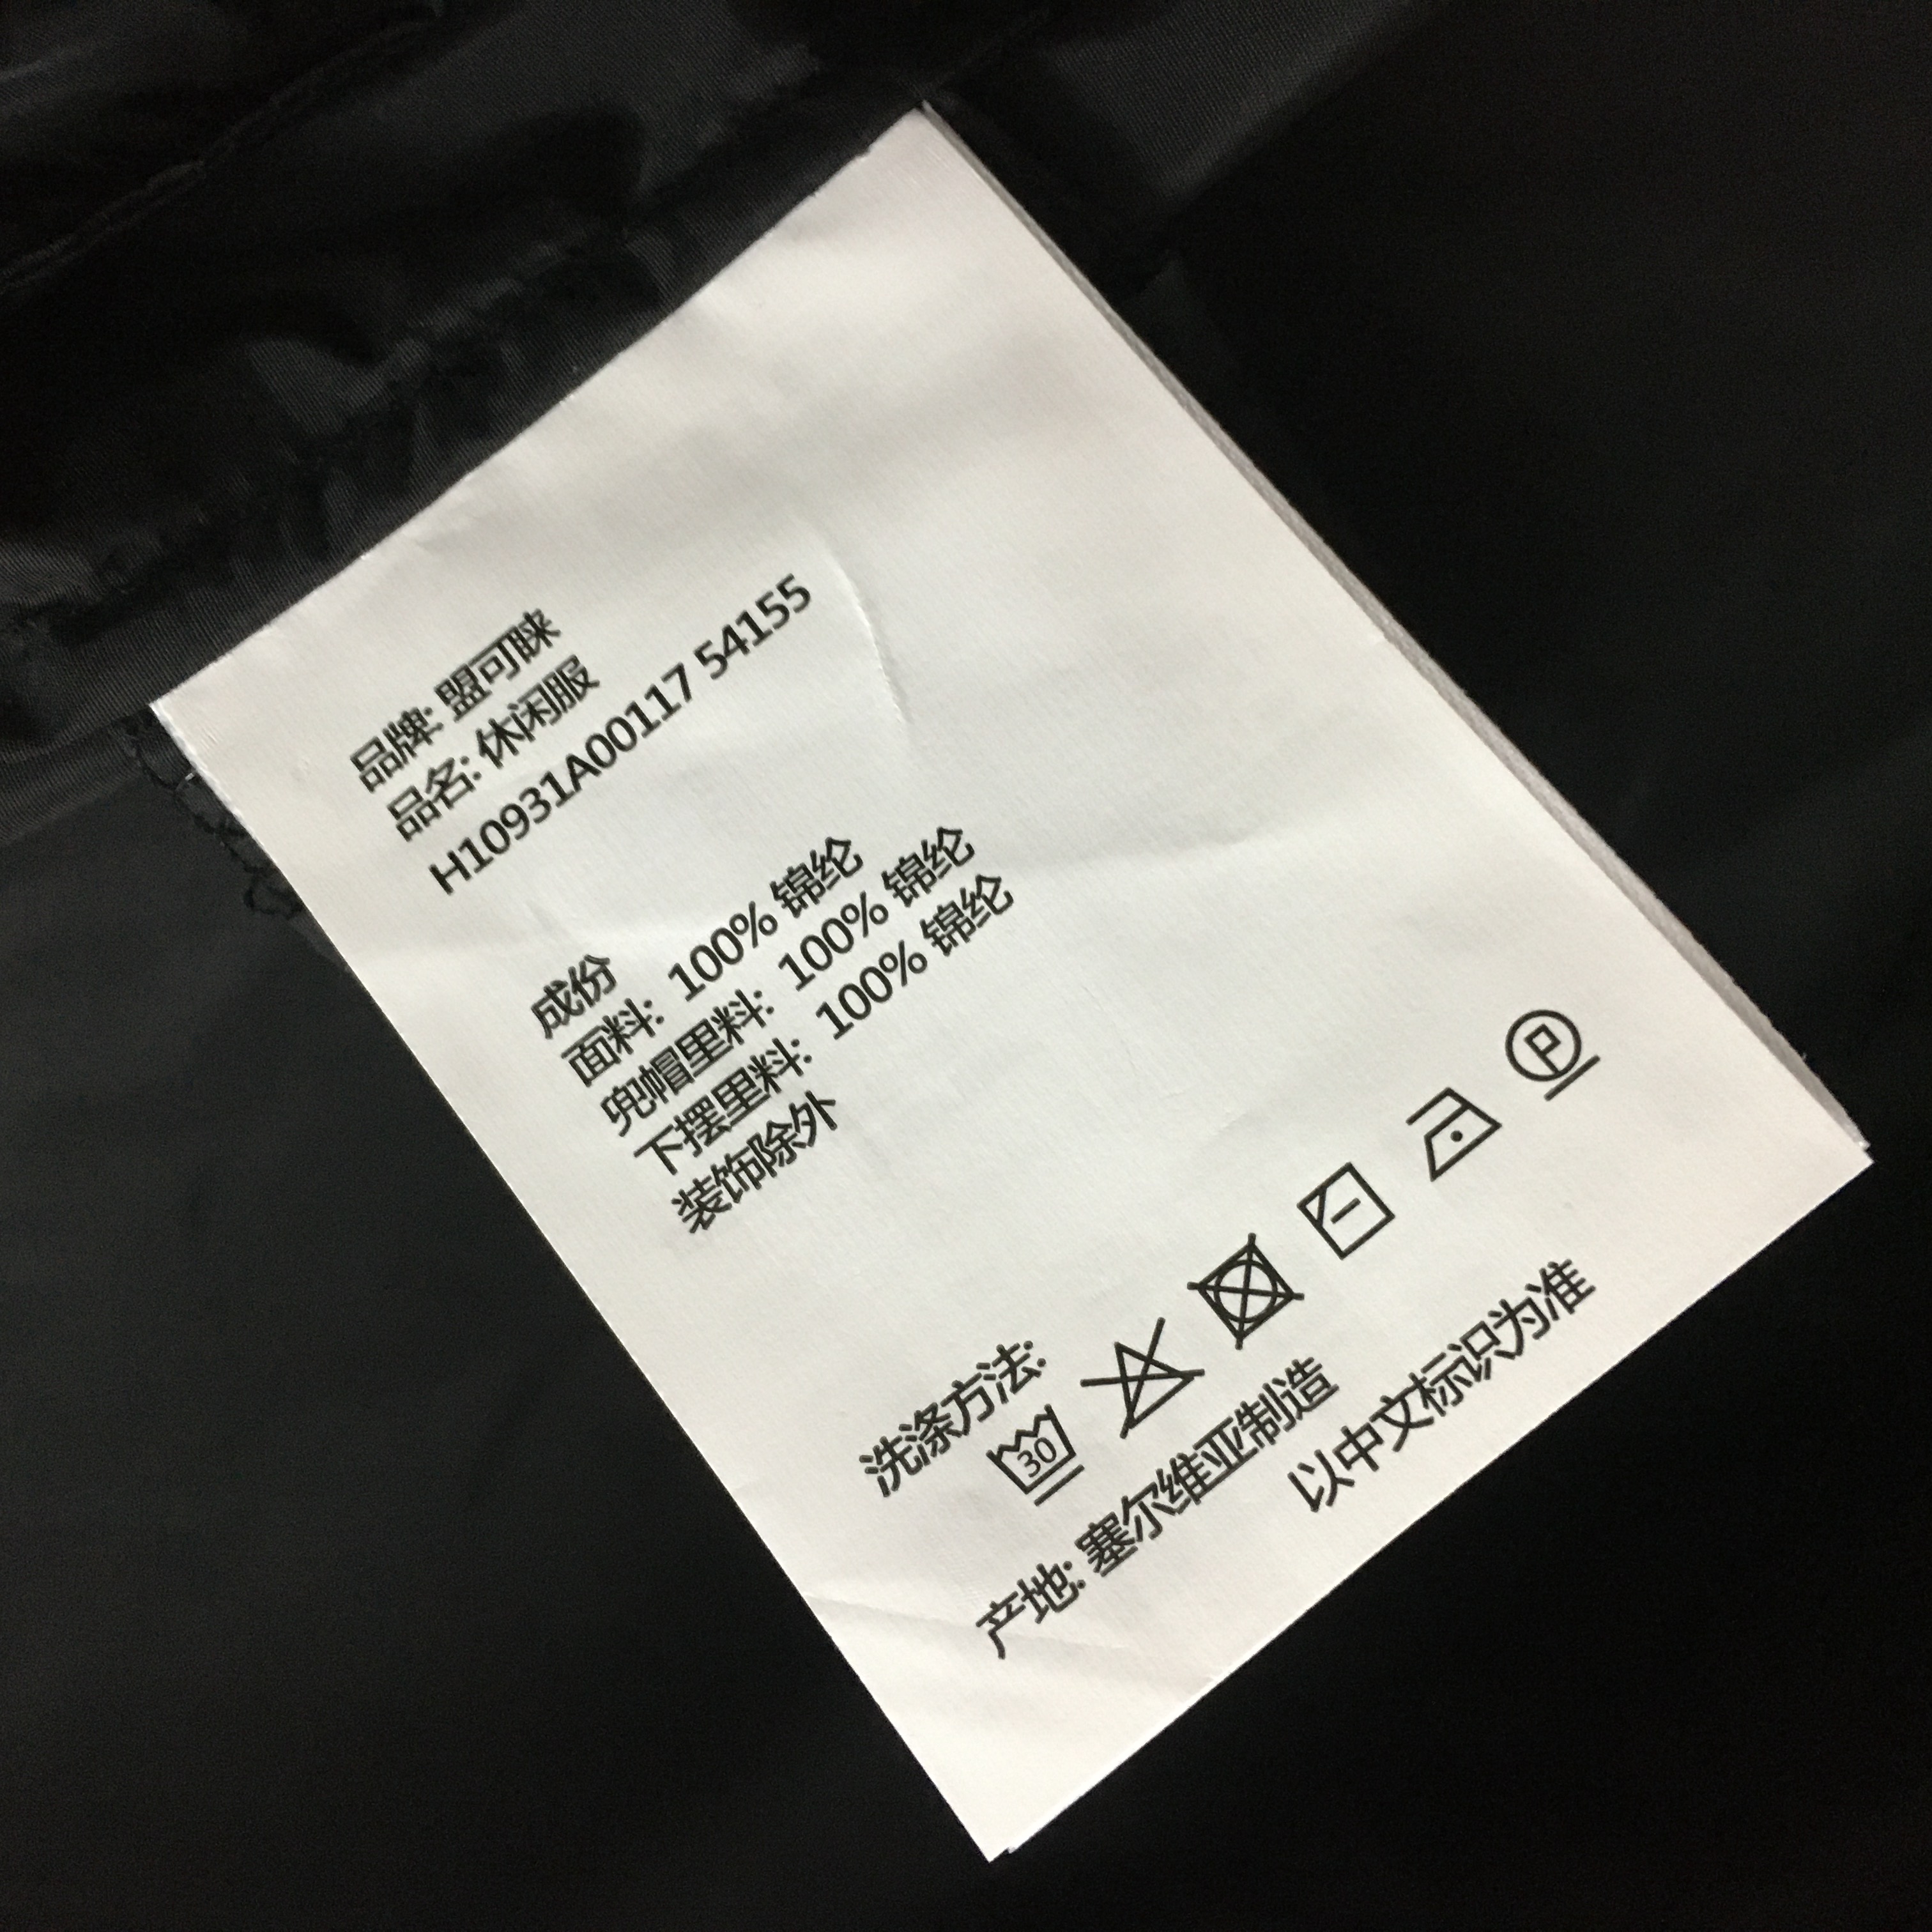 品牌: 盟可睐
品名: 休闲服
H10931A00117 54155
成份
面料: 100% 锦纶
兜帽里料: 100% 锦纶
下摆里料: 100% 锦纶
装饰除外
洗涤方法:
30
P
产地: 塞尔维亚制造
以中文标识为准